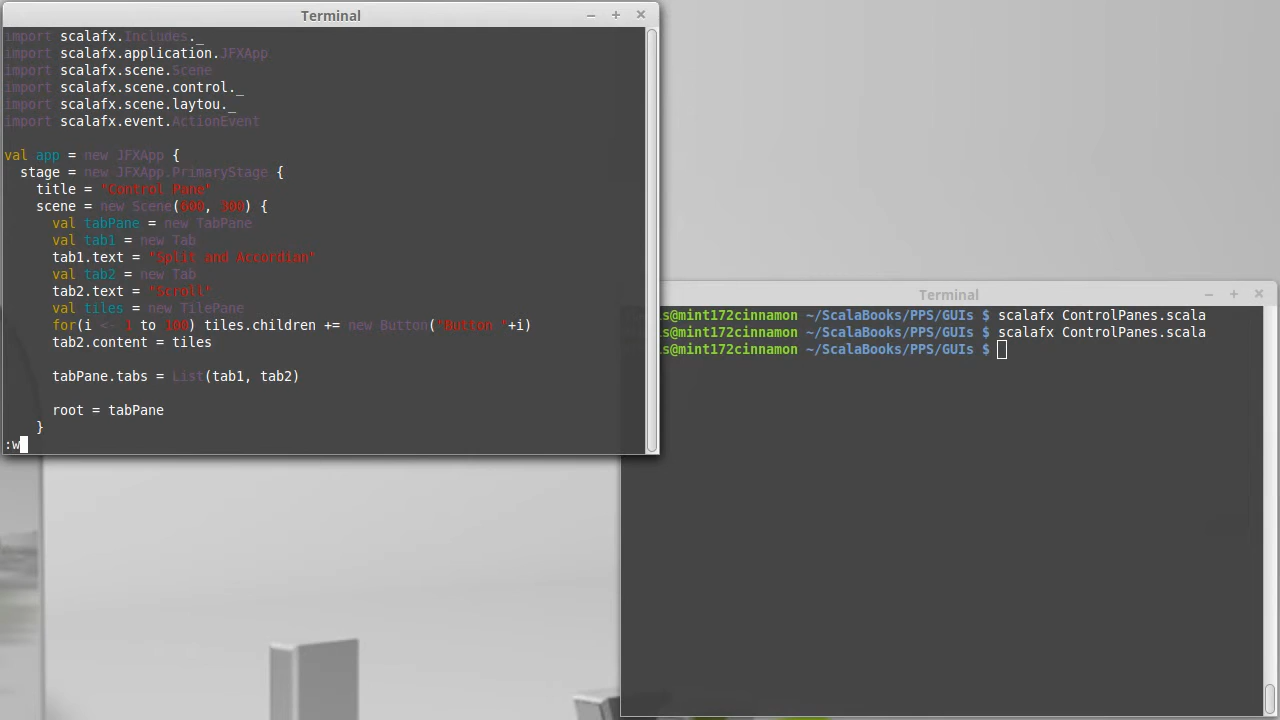 Terminal
import scalafx.Includes._
import scalafx.application.JFXApp
import scalafx.scene.Scene
import scalafx.scene.control._
import scalafx.scene.laytou._
import scalafx.event.ActionEvent
val app = new JFXApp {
stage = new JFXApp.PrimaryStage {
title = "Control Pane"
scene = new Scene(600, 300) {
val tabPane = new TabPane
val tab1 = new Tab
tab1.text = "Split and Accordian"
val tab2 = new Tab
tab2.text = "Scroll"
val tiles = new TilePane
for(i <- 1 to 100) tiles.children += new Button("Button "+i)
tab2.content = tiles
tabPane.tabs = List(tab1, tab2)
root = tabPane
}
:w
Terminal
s@mint172cinnamon ~/ScalaBooks/PPS/GUIs $ scalafx ControlPanes.scala
s@mint172cinnamon ~/ScalaBooks/PPS/GUIs $ scalafx ControlPanes.scala
s@mint172cinnamon ~/ScalaBooks/PPS/GUIs $